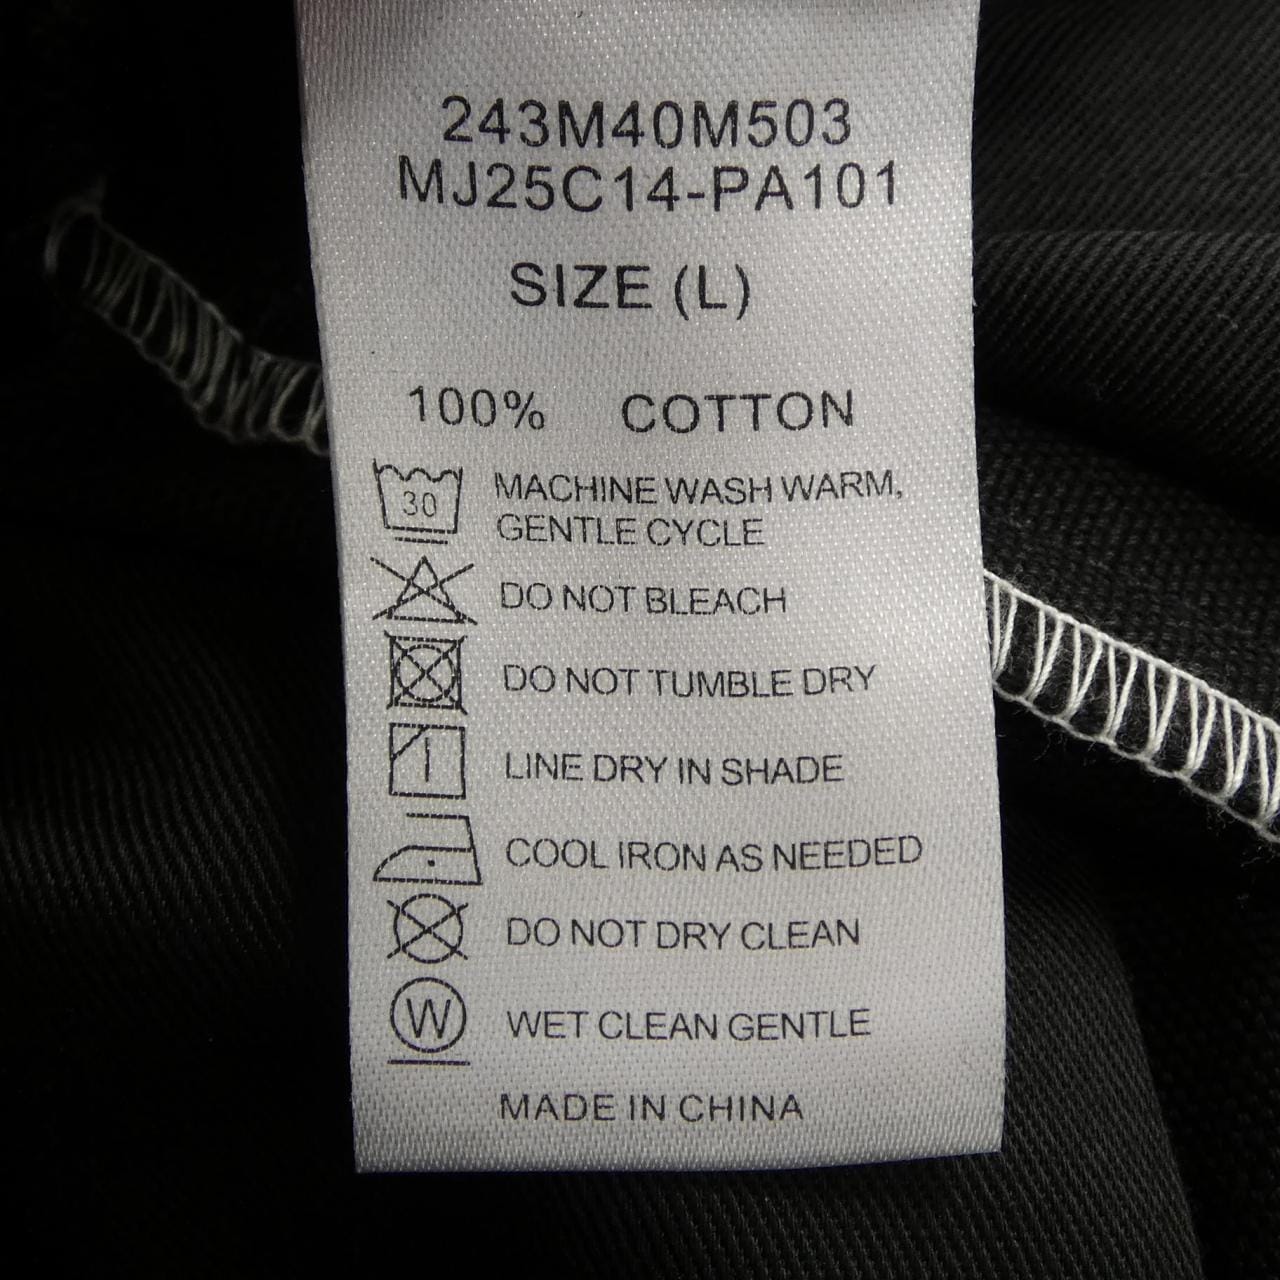 243M40M503
MJ25C14-PA101
SIZE (L)
100% COTTON
30
MACHINE WASH WARM,
GENTLE CYCLE
DO NOT BLEACH
DO NOT TUMBLE DRY
LINE DRY IN SHADE
COOL IRON AS NEEDED
DO NOT DRY CLEAN
W
WET CLEAN GENTLE
MADE IN CHINA